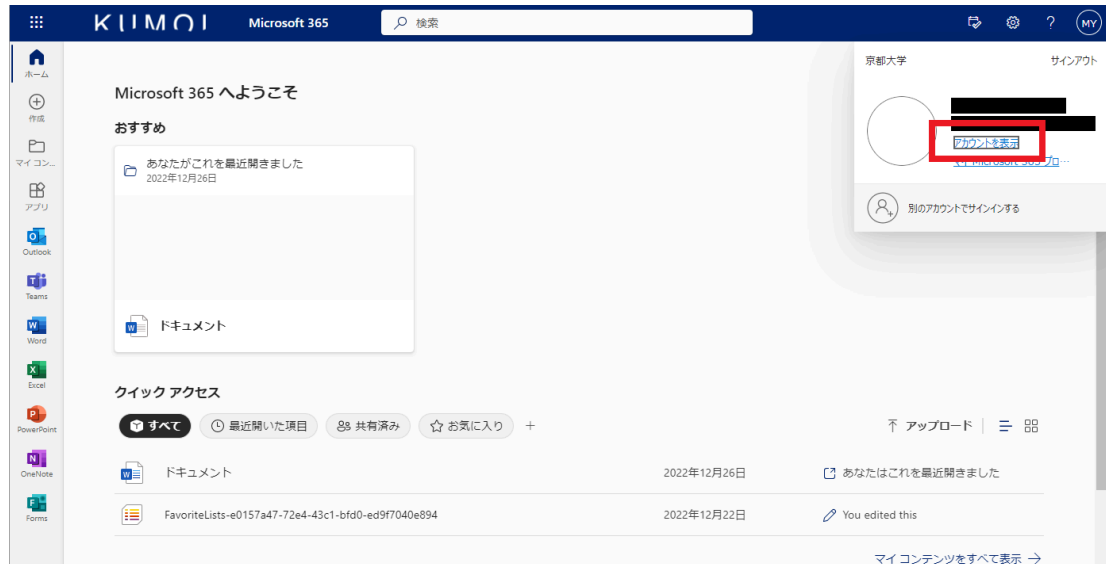 KUMOI Microsoft 365 検索 ? MY
ホーム
作成
マイ コン...
アプリ
Outlook
Teams
Word
Excel
PowerPoint
OneNote
Forms
Microsoft 365 へようこそ
おすすめ
あなたがこれを最近開きました
2022年12月26日
ドキュメント
京都大学 サインアウト
アカウントを表示
マイ Microsoft 365 プロ...
別のアカウントでサインインする
クイック アクセス
すべて 最近開いた項目 共有済み お気に入り + アップロード
ドキュメント 2022年12月26日 あなたはこれを最近開きました
FavoriteLists-e0157a47-72e4-43c1-bfd0-ed9f7040e894 2022年12月22日 You edited this
マイ コンテンツをすべて表示 →